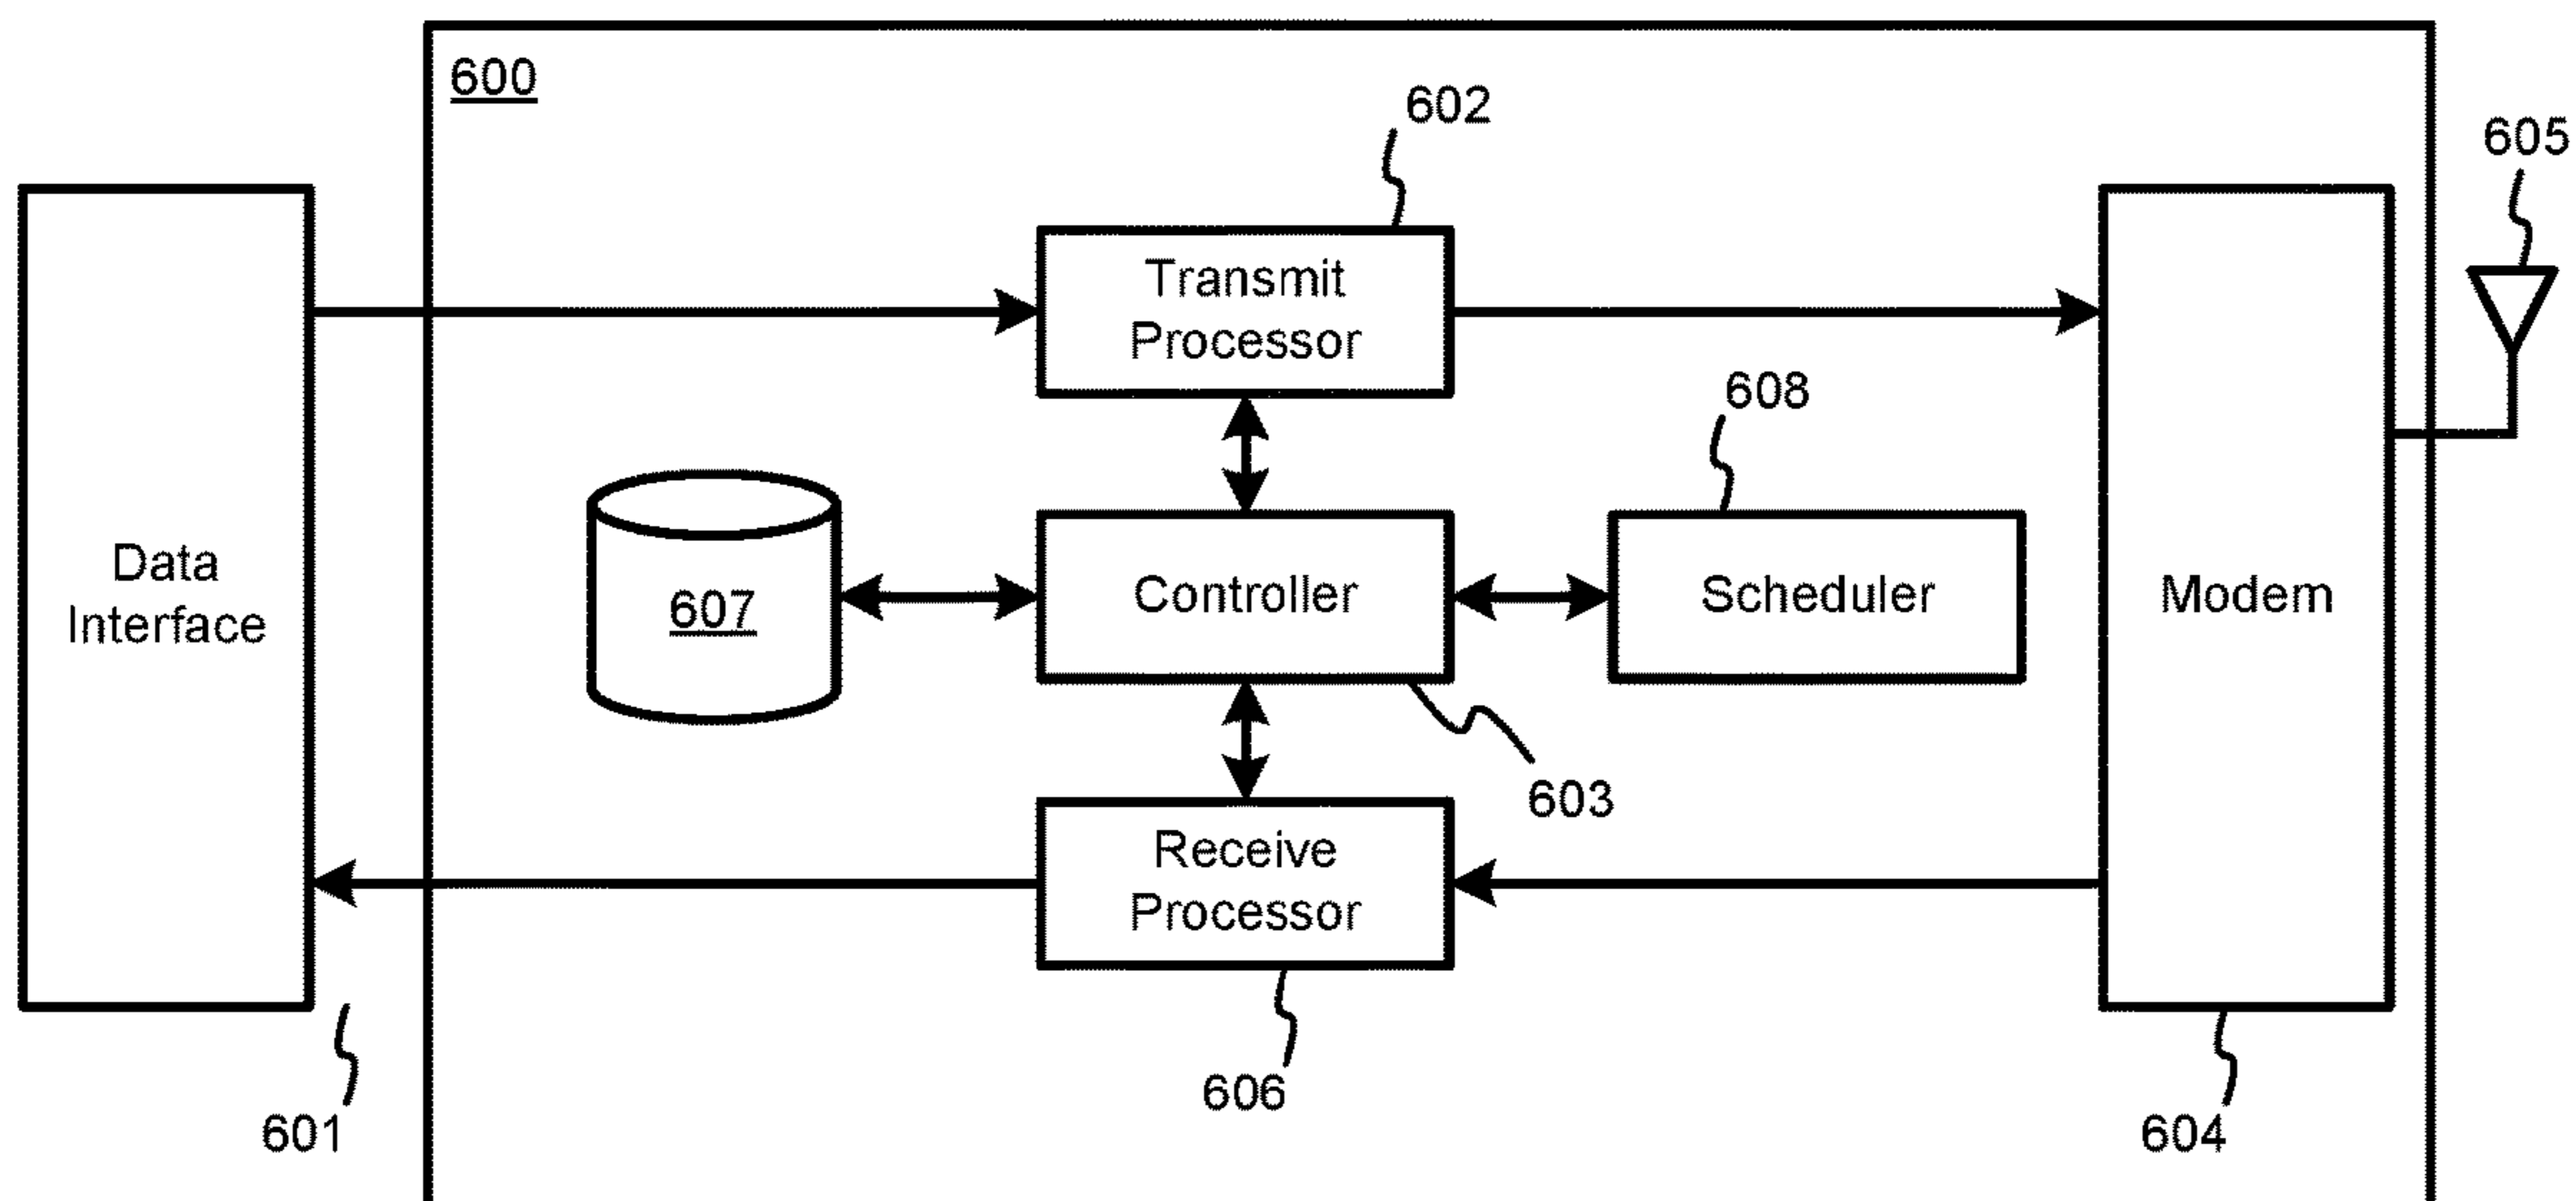 600
602
605
Transmit
Processor
608
Data
Interface
607
Controller
Scheduler
Modem
603
Receive
Processor
601
606
604